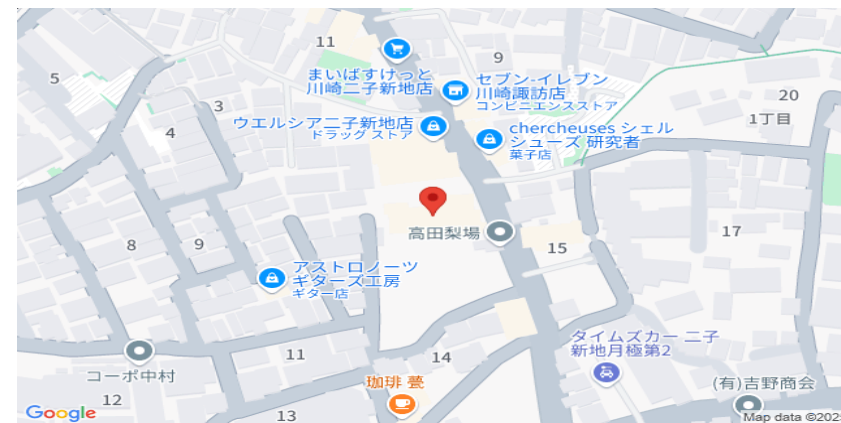 11
9
まいばすけっと
川崎二子新地店
セブン-イレブン
川崎諏訪店
コンビニエンスストア
5
3
20
1丁目
4
ウエルシア二子新地店
ドラッグ ストア
chercheuses シェル
シューズ 研究者
菓子店
高田梨場
17
8
9
15
アストロノーツ
ギターズ工房
ギター店
タイムズカー 二子
新地月極第2
11
14
コーポ中村
珈琲 甍
(有)吉野商会
12
13
Google
Map data ©2025